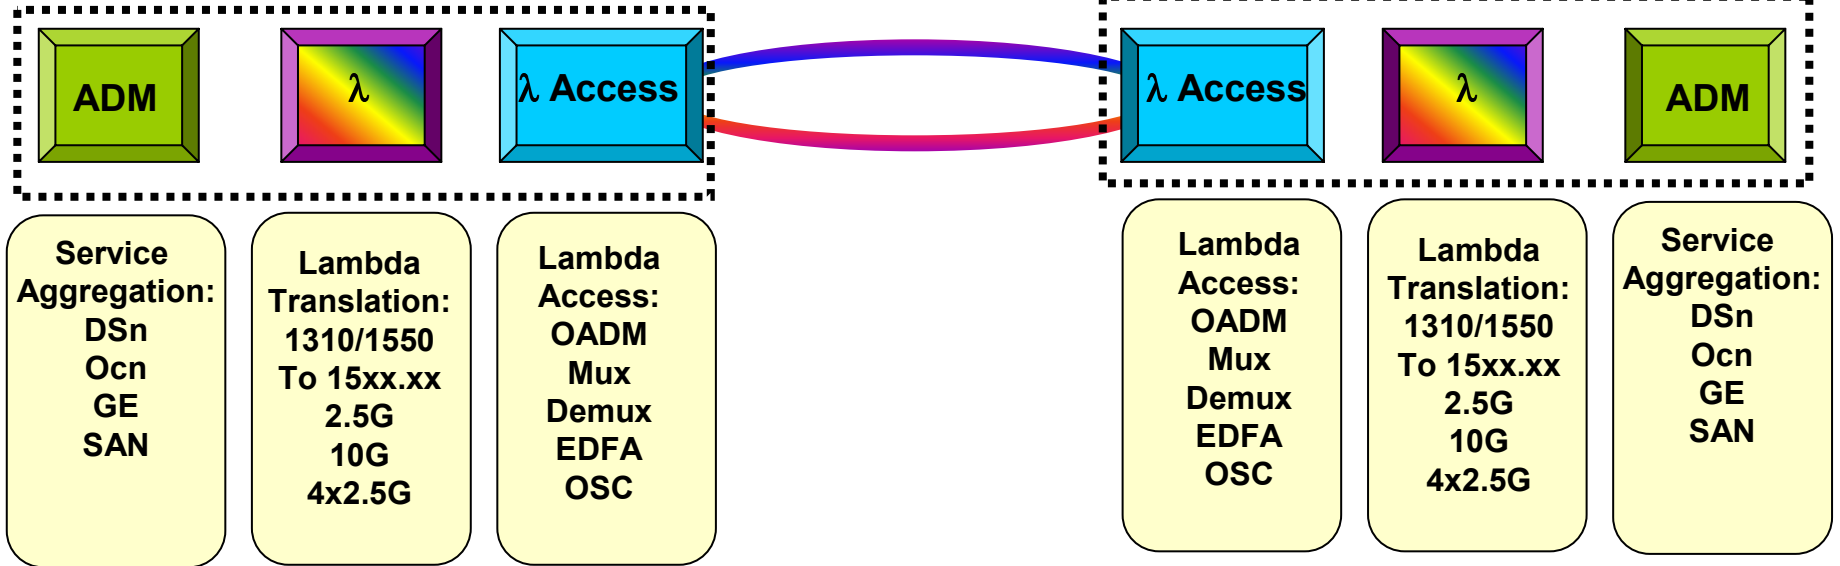 ADM
λ
λ Access
λ Access
λ
ADM
Service
Aggregation:
DSn
Ocn
GE
SAN
Lambda
Translation:
1310/1550
To 15xx.xx
2.5G
10G
4x2.5G
Lambda
Access:
OADM
Mux
Demux
EDFA
OSC
Lambda
Access:
OADM
Mux
Demux
EDFA
OSC
Lambda
Translation:
1310/1550
To 15xx.xx
2.5G
10G
4x2.5G
Service
Aggregation:
DSn
Ocn
GE
SAN